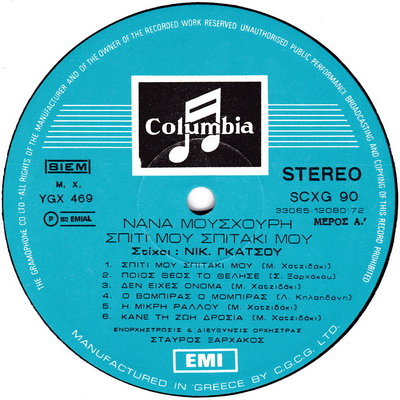 THE GRAMOPHONE CO LTD - ALL RIGHTS OF THE MANUFACTURER AND OF THE OWNER OF THE RECORDED WORK RESERVED UNAUTHORISED PUBLIC PERFORMANCE BROADCASTING AND COPYING OF THIS RECORD PROHIBITED
Columbia
BIEM
M. X.
YGX 469
STEREO
SCXG 90
33065-12080-72
P 1972 EMIAL
ΜΕΡΟΣ Α.'
ΝΑΝΑ ΜΟΥΣΧΟΥΡΗ
ΣΠΙΤΙ ΜΟΥ ΣΠΙΤΑΚΙ ΜΟΥ
Στίχοι : ΝΙΚ. ΓΚΑΤΣΟΥ
1. ΣΠΙΤΙ ΜΟΥ ΣΠΙΤΑΚΙ ΜΟΥ (Μ. Χατζιδάκι)
2. ΠΟΙΟΣ ΘΕΟΣ ΤΟ ΘΕΛΗΣΕ (Σ. Ξαρχάκου)
3. ΔΕΝ ΕΙΧΕΣ ΟΝΟΜΑ (Μ. Χατζιδάκι)
4. Ο ΒΟΜΠΙΡΑΣ Ο ΜΟΜΠΙΡΑΣ (Λ. Κηλαηδόνη)
5. Η ΜΙΚΡΗ ΡΑΛΛΟΥ (Μ. Χατζιδάκι)
6. ΚΑΝΕ ΤΗ ΖΩΗ ΔΡΟΣΙΑ (Μ. Χατζιδάκι)
ΕΝΟΡΧΗΣΤΡΩΣΙΣ & ΔΙΕΥΘΥΝΣΙΣ ΟΡΧΗΣΤΡΑΣ
ΣΤΑΥΡΟΣ ΞΑΡΧΑΚΟΣ
EMI
MANUFACTURED IN GREECE BY C.G.C.G. LTD.